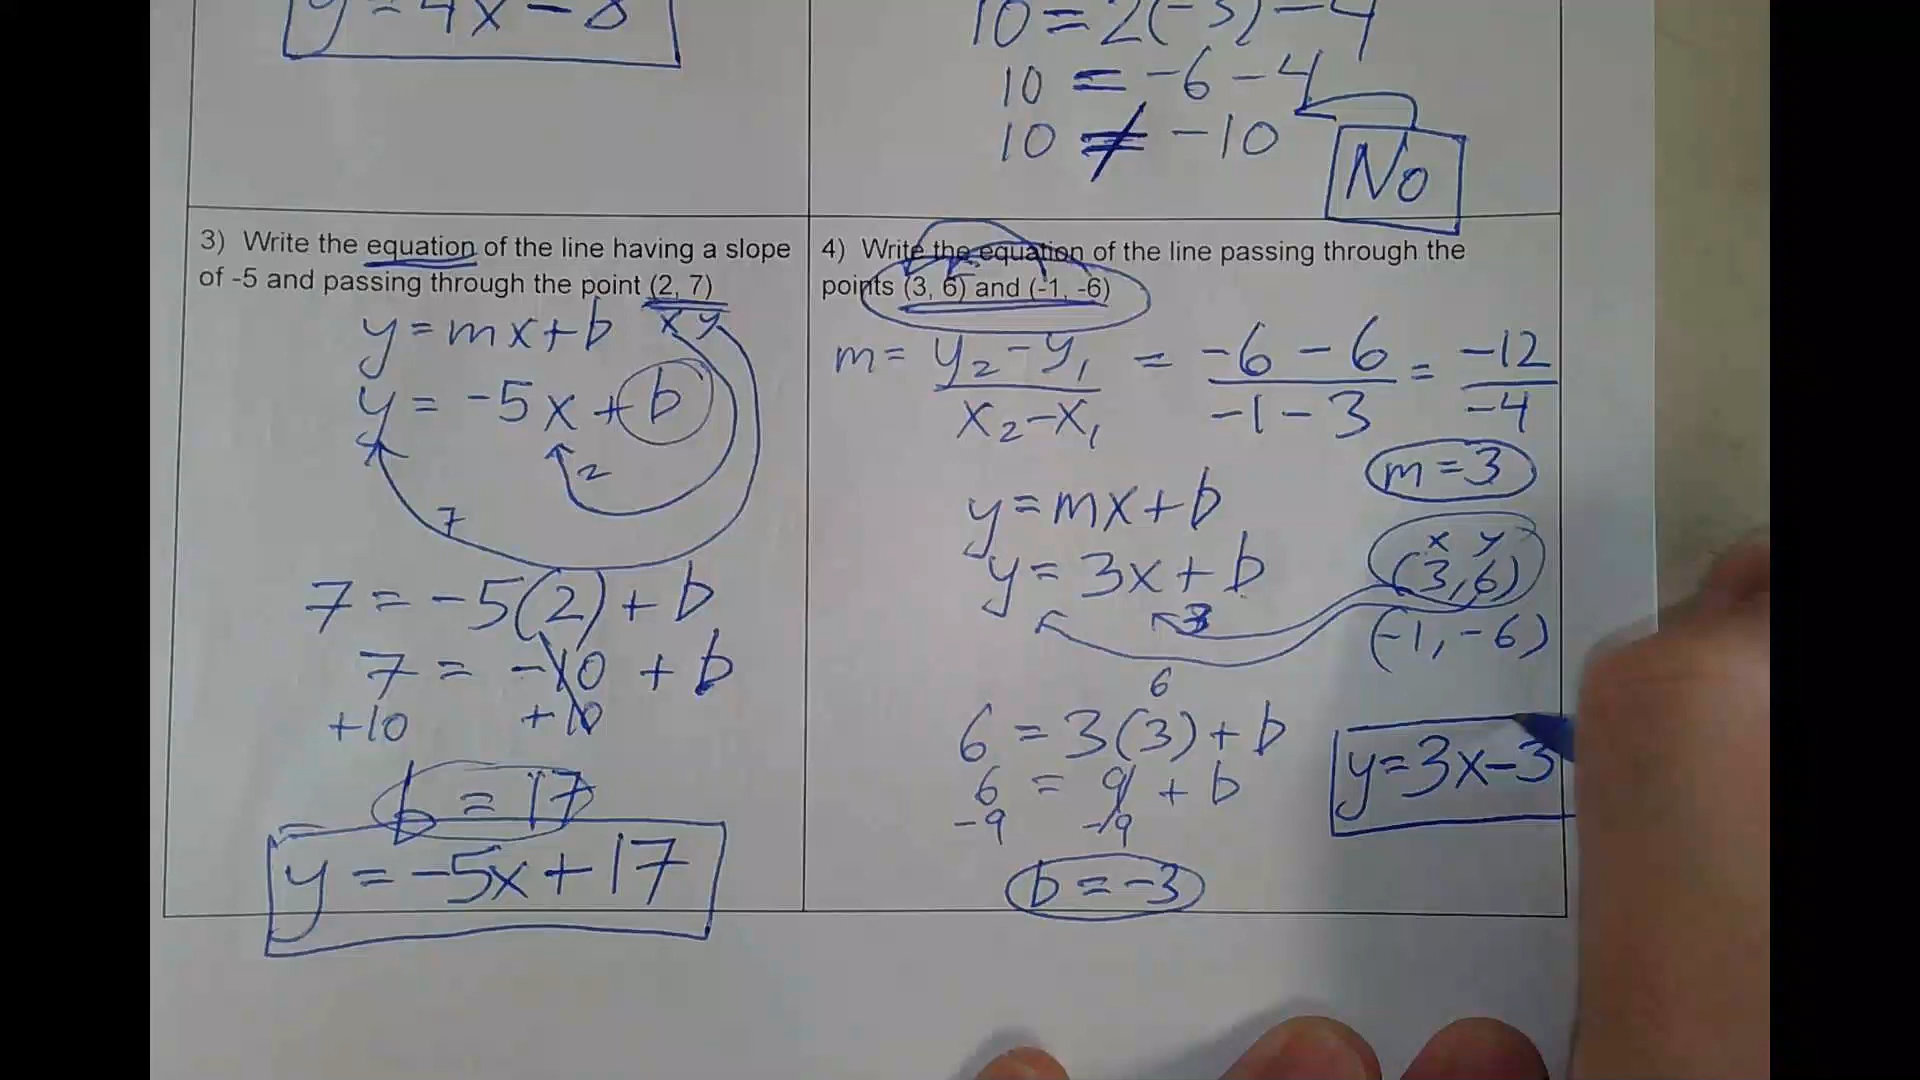 y = 4x - 8
10 = 2(-3) - 4
10 = -6 - 4
10 ≠ -10
No
3) Write the equation of the line having a slope
of -5 and passing through the point (2, 7)
x y
y = mx + b
y = -5x + b
2
7
7 = -5(2) + b
7 = -10 + b
+10 +10
b = 17
y = -5x + 17
4) Write the equation of the line passing through the
points (3, 6) and (-1, -6)
m = y₂ - y₁ / x₂ - x₁ = -6 - 6 / -1 - 3 = -12 / -4
m = 3
y = mx + b
x y
y = 3x + b
(3, 6)
3
(-1, -6)
6
6 = 3(3) + b
6 = 9 + b
-9 -9
b = -3
y = 3x - 3